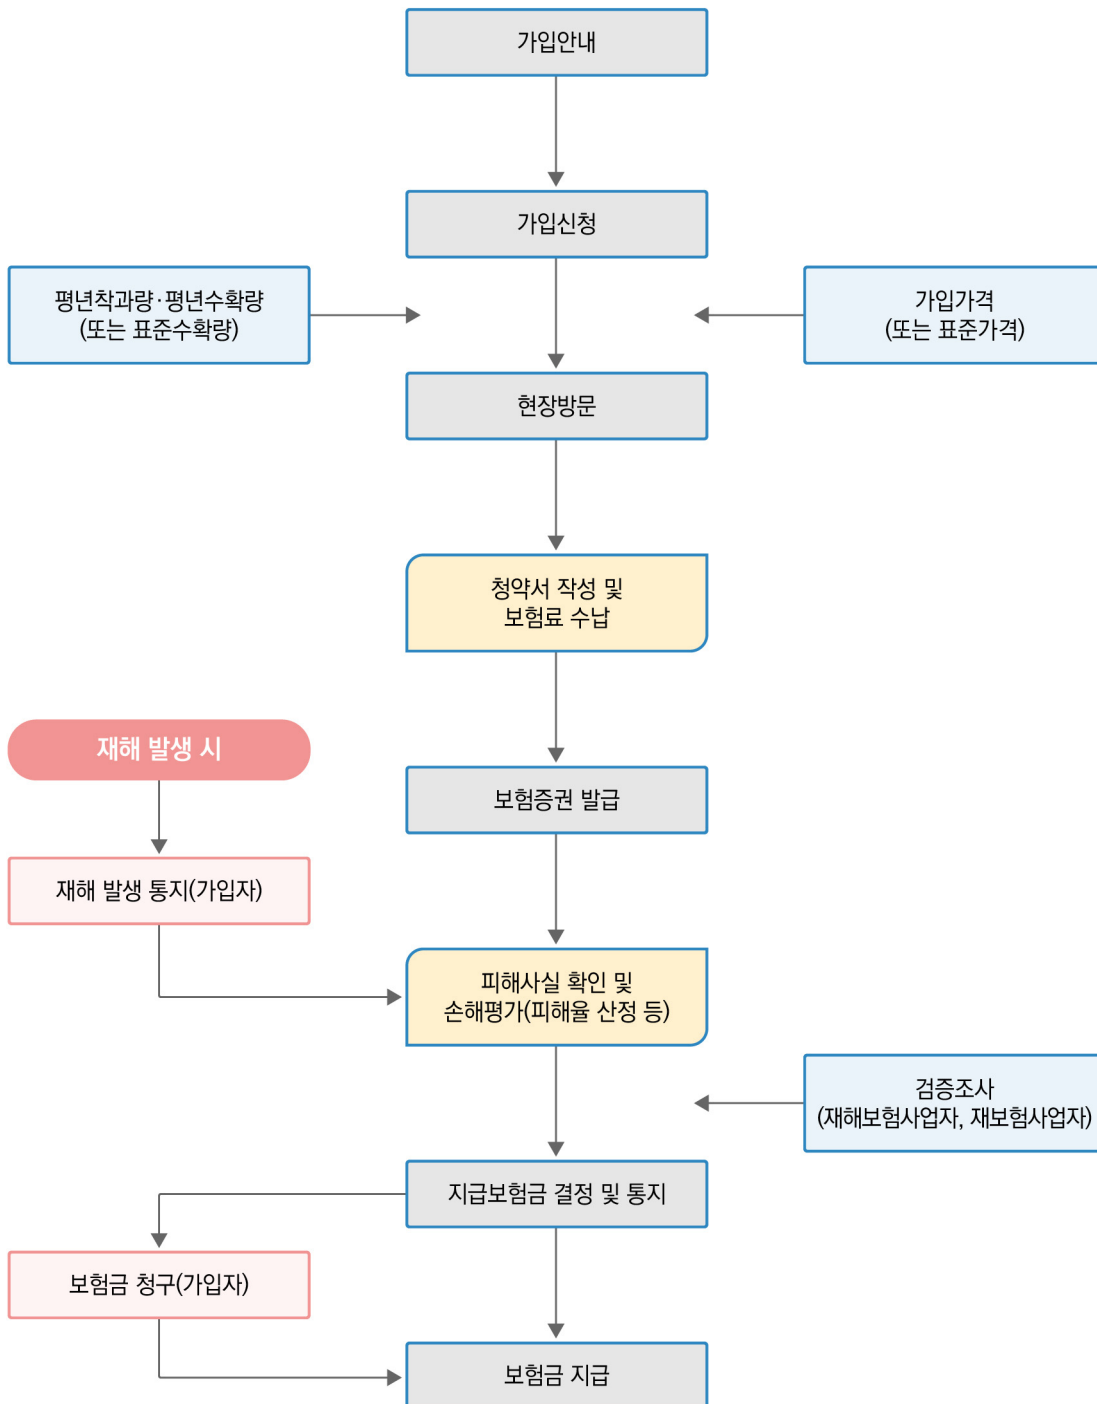 가입안내
가입신청
평년착과량·평년수확량
(또는 표준수확량)
가입가격
(또는 표준가격)
현장방문
청약서 작성 및
보험료 수납
재해 발생 시
보험증권 발급
재해 발생 통지(가입자)
피해사실 확인 및
손해평가(피해율 산정 등)
검증조사
(재해보험사업자, 재보험사업자)
지급보험금 결정 및 통지
보험금 청구(가입자)
보험금 지급